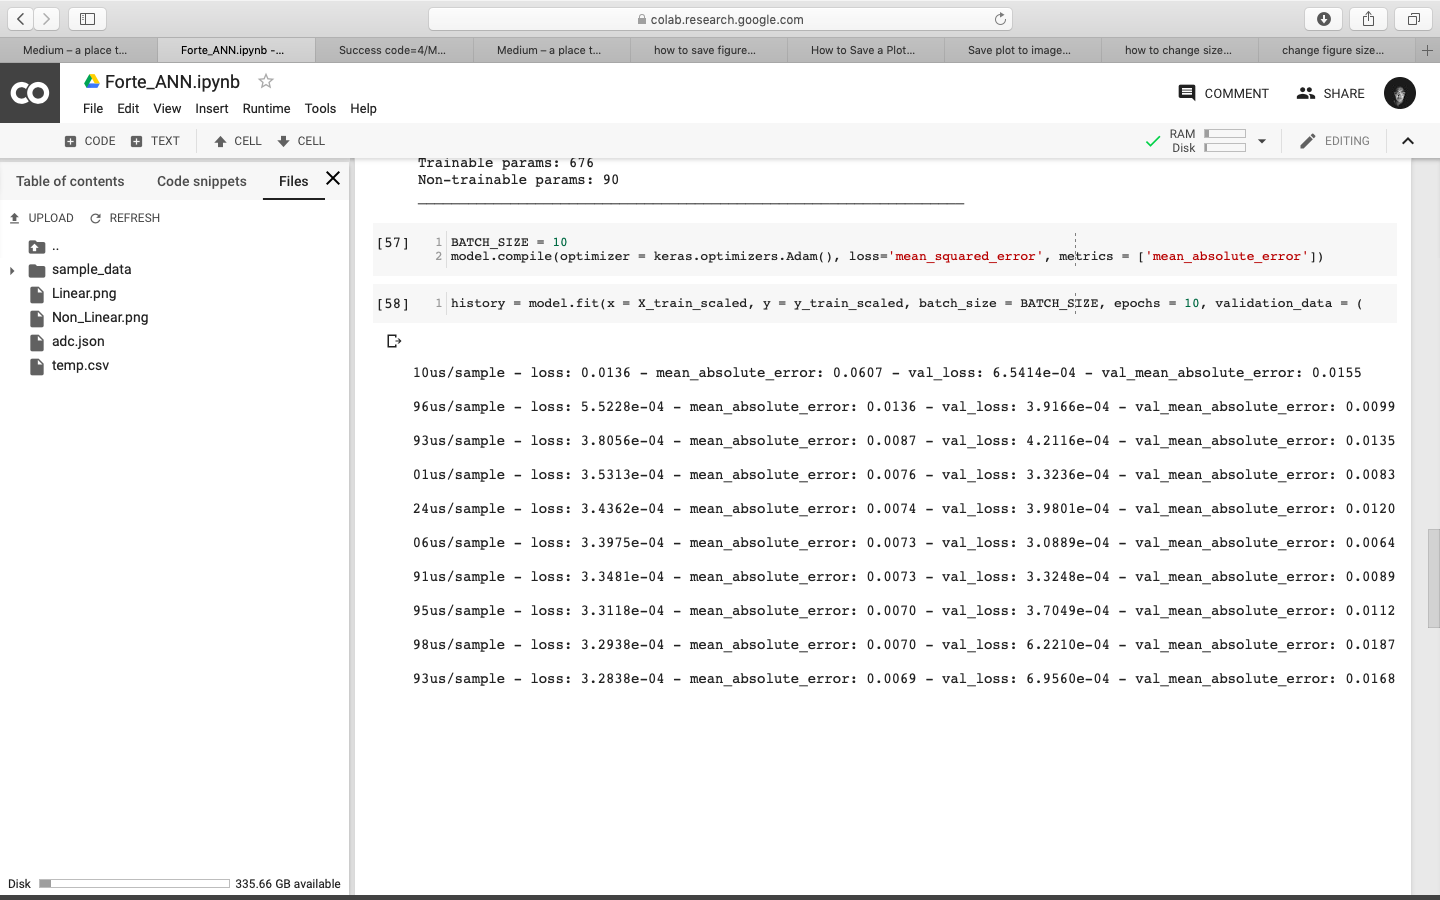 colab.research.google.com
Medium – a place t...
Forte_ANN.ipynb -...
Success code=4/M...
Medium – a place t...
how to save figure...
How to Save a Plot...
Save plot to image...
how to change size...
change figure size...
CO
Forte_ANN.ipynb
File Edit View Insert Runtime Tools Help
COMMENT
SHARE
CODE TEXT CELL CELL
RAM
Disk
EDITING
Table of contents Code snippets Files
UPLOAD REFRESH
..
sample_data
Linear.png
Non_Linear.png
adc.json
temp.csv
Disk 335.66 GB available
Trainable params: 676
Non-trainable params: 90
[57] 1 BATCH_SIZE = 10
2 model.compile(optimizer = keras.optimizers.Adam(), loss='mean_squared_error', metrics = ['mean_absolute_error'])
[58] 1 history = model.fit(x = X_train_scaled, y = y_train_scaled, batch_size = BATCH_SIZE, epochs = 10, validation_data = (
10us/sample - loss: 0.0136 - mean_absolute_error: 0.0607 - val_loss: 6.5414e-04 - val_mean_absolute_error: 0.0155
96us/sample - loss: 5.5228e-04 - mean_absolute_error: 0.0136 - val_loss: 3.9166e-04 - val_mean_absolute_error: 0.0099
93us/sample - loss: 3.8056e-04 - mean_absolute_error: 0.0087 - val_loss: 4.2116e-04 - val_mean_absolute_error: 0.0135
01us/sample - loss: 3.5313e-04 - mean_absolute_error: 0.0076 - val_loss: 3.3236e-04 - val_mean_absolute_error: 0.0083
24us/sample - loss: 3.4362e-04 - mean_absolute_error: 0.0074 - val_loss: 3.9801e-04 - val_mean_absolute_error: 0.0120
06us/sample - loss: 3.3975e-04 - mean_absolute_error: 0.0073 - val_loss: 3.0889e-04 - val_mean_absolute_error: 0.0064
91us/sample - loss: 3.3481e-04 - mean_absolute_error: 0.0073 - val_loss: 3.3248e-04 - val_mean_absolute_error: 0.0089
95us/sample - loss: 3.3118e-04 - mean_absolute_error: 0.0070 - val_loss: 3.7049e-04 - val_mean_absolute_error: 0.0112
98us/sample - loss: 3.2938e-04 - mean_absolute_error: 0.0070 - val_loss: 6.2210e-04 - val_mean_absolute_error: 0.0187
93us/sample - loss: 3.2838e-04 - mean_absolute_error: 0.0069 - val_loss: 6.9560e-04 - val_mean_absolute_error: 0.0168